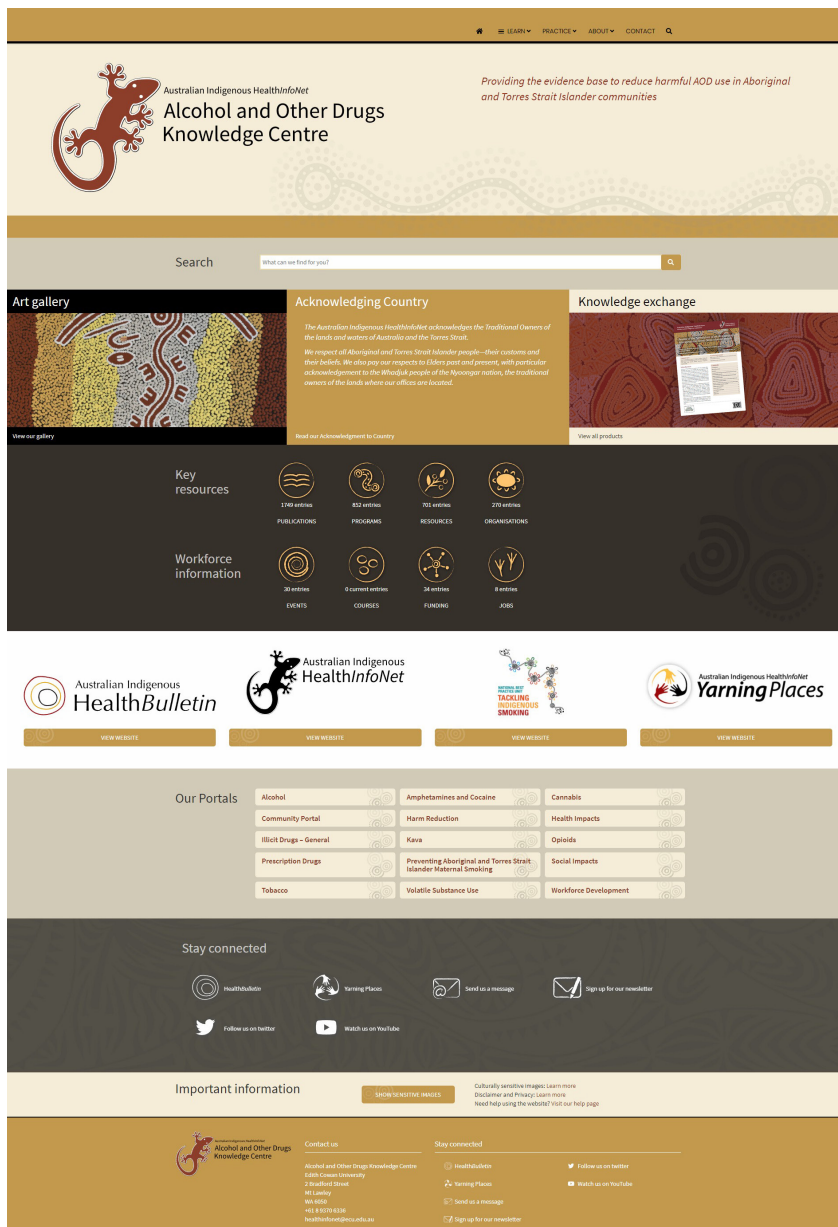 LEARN
PRACTICE
ABOUT
CONTACT
Australian Indigenous HealthInfoNet
Alcohol and Other Drugs
Knowledge Centre
Providing the evidence base to reduce harmful AOD use in Aboriginal
and Torres Strait Islander communities
Search
What can we find for you?
Art gallery
View our gallery
Acknowledging Country
The Australian Indigenous HealthInfoNet acknowledges the Traditional Owners of
the lands and waters of Australia and the Torres Strait.
We respect all Aboriginal and Torres Strait Islander people—their customs and
their beliefs. We also pay our respects to Elders past and present, with particular
acknowledgement to the Whadjuk people of the Nyoongar nation, the traditional
owners of the lands where our offices are located.
Read our Acknowledgment to Country
Knowledge exchange
View all products
Key
resources
1749 entries
PUBLICATIONS
852 entries
PROGRAMS
701 entries
RESOURCES
270 entries
ORGANISATIONS
Workforce
information
30 entries
EVENTS
0 current entries
COURSES
34 entries
FUNDING
8 entries
JOBS
Australian Indigenous
HealthBulletin
VIEW WEBSITE
Australian Indigenous
HealthInfoNet
VIEW WEBSITE
NATIONAL BEST
PRACTICE UNIT
TACKLING
INDIGENOUS
SMOKING
VIEW WEBSITE
Australian Indigenous HealthInfoNet
Yarning Places
VIEW WEBSITE
Our Portals
Alcohol
Amphetamines and Cocaine
Cannabis
Community Portal
Harm Reduction
Health Impacts
Illicit Drugs – General
Kava
Opioids
Prescription Drugs
Preventing Aboriginal and Torres Strait
Islander Maternal Smoking
Social Impacts
Tobacco
Volatile Substance Use
Workforce Development
Stay connected
HealthBulletin
Yarning Places
Send us a message
Sign up for our newsletter
Follow us on twitter
Watch us on YouTube
Important information
SHOW SENSITIVE IMAGES
Culturally sensitive Images: Learn more
Disclaimer and Privacy: Learn more
Need help using the website? Visit our help page
Australian Indigenous HealthInfoNet
Alcohol and Other Drugs
Knowledge Centre
Contact us
Alcohol and Other Drugs Knowledge Centre
Edith Cowan University
2 Bradford Street
Mt Lawley
WA 6050
+61 8 9370 6336
healthinfonet@ecu.edu.au
Stay connected
HealthBulletin
Yarning Places
Send us a message
Sign up for our newsletter
Follow us on twitter
Watch us on YouTube